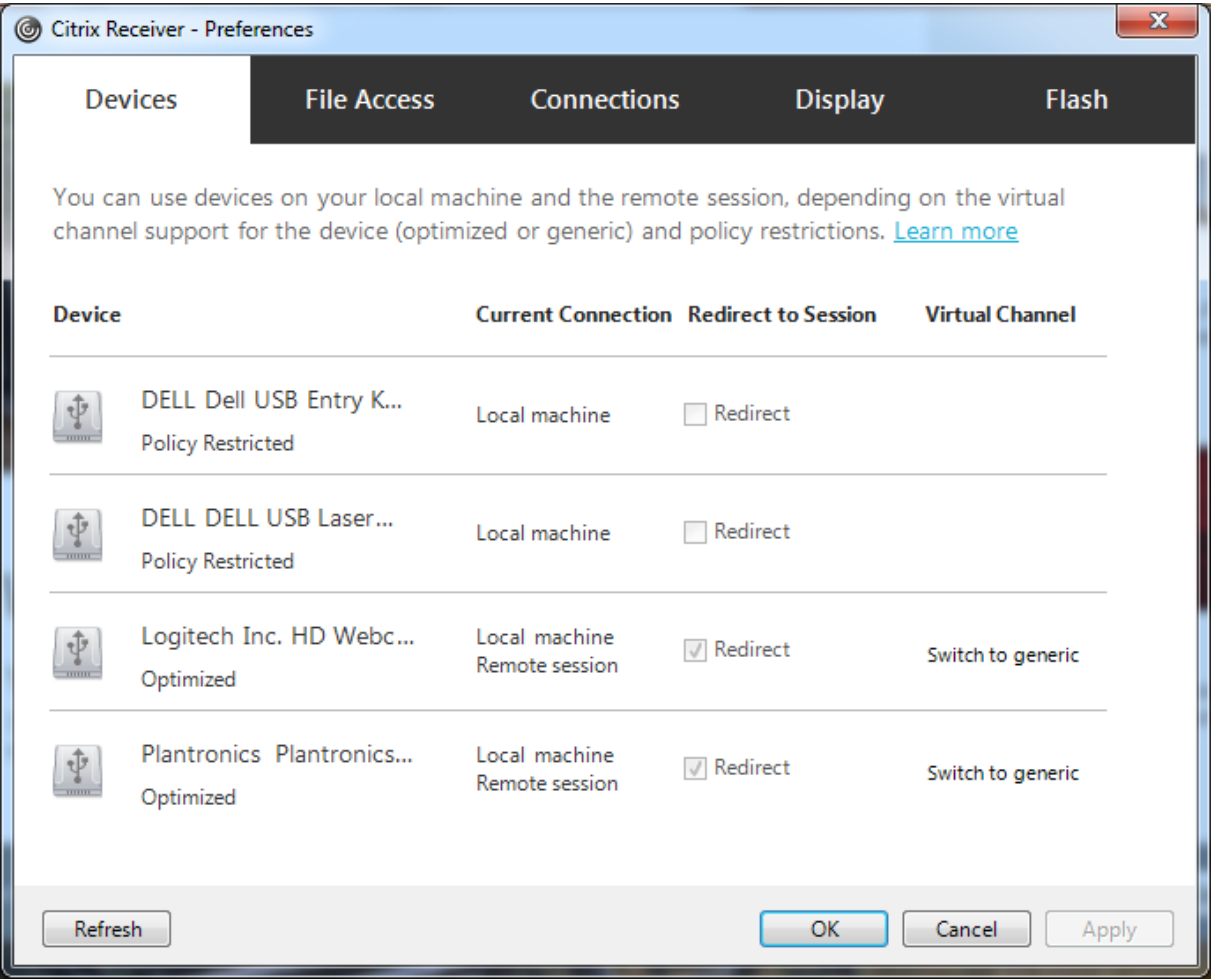 Citrix Receiver - Preferences
Devices File Access Connections Display Flash
You can use devices on your local machine and the remote session, depending on the virtual
channel support for the device (optimized or generic) and policy restrictions. Learn more
Device Current Connection Redirect to Session Virtual Channel
DELL Dell USB Entry K...
Policy Restricted
Local machine
Redirect
DELL DELL USB Laser...
Policy Restricted
Local machine
Redirect
Logitech Inc. HD Webc...
Optimized
Local machine
Remote session
Redirect
Switch to generic
Plantronics Plantronics...
Optimized
Local machine
Remote session
Redirect
Switch to generic
Refresh OK Cancel Apply